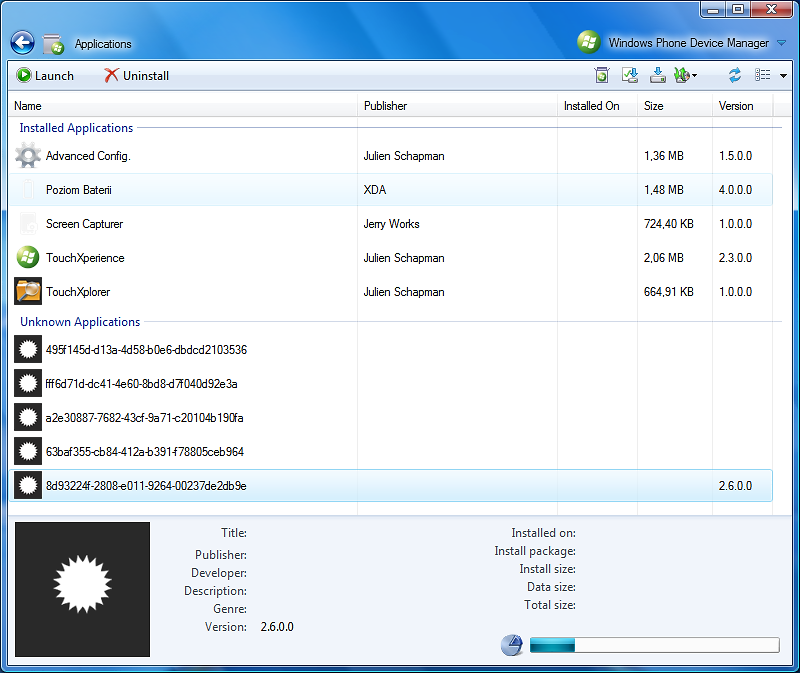 Applications
Windows Phone Device Manager
Launch Uninstall
Name Publisher Installed On Size Version
Installed Applications
Advanced Config. Julien Schapman 1,36 MB 1.5.0.0
Poziom Baterii XDA 1,48 MB 4.0.0.0
Screen Capturer Jerry Works 724,40 KB 1.0.0.0
TouchXperience Julien Schapman 2,06 MB 2.3.0.0
TouchXplorer Julien Schapman 664,91 KB 1.0.0.0
Unknown Applications
495f145d-d13a-4d58-b0e6-dbdcd2103536
fff6d71d-dc41-4e60-8bd8-d7f040d92e3a
a2e30887-7682-43cf-9a71-c20104b190fa
63baf355-cb84-412a-b391-f78805ceb964
8d93224f-2808-e011-9264-00237de2db9e 2.6.0.0
Title: Installed on:
Publisher: Install package:
Developer: Install size:
Description: Data size:
Genre: Total size:
Version: 2.6.0.0